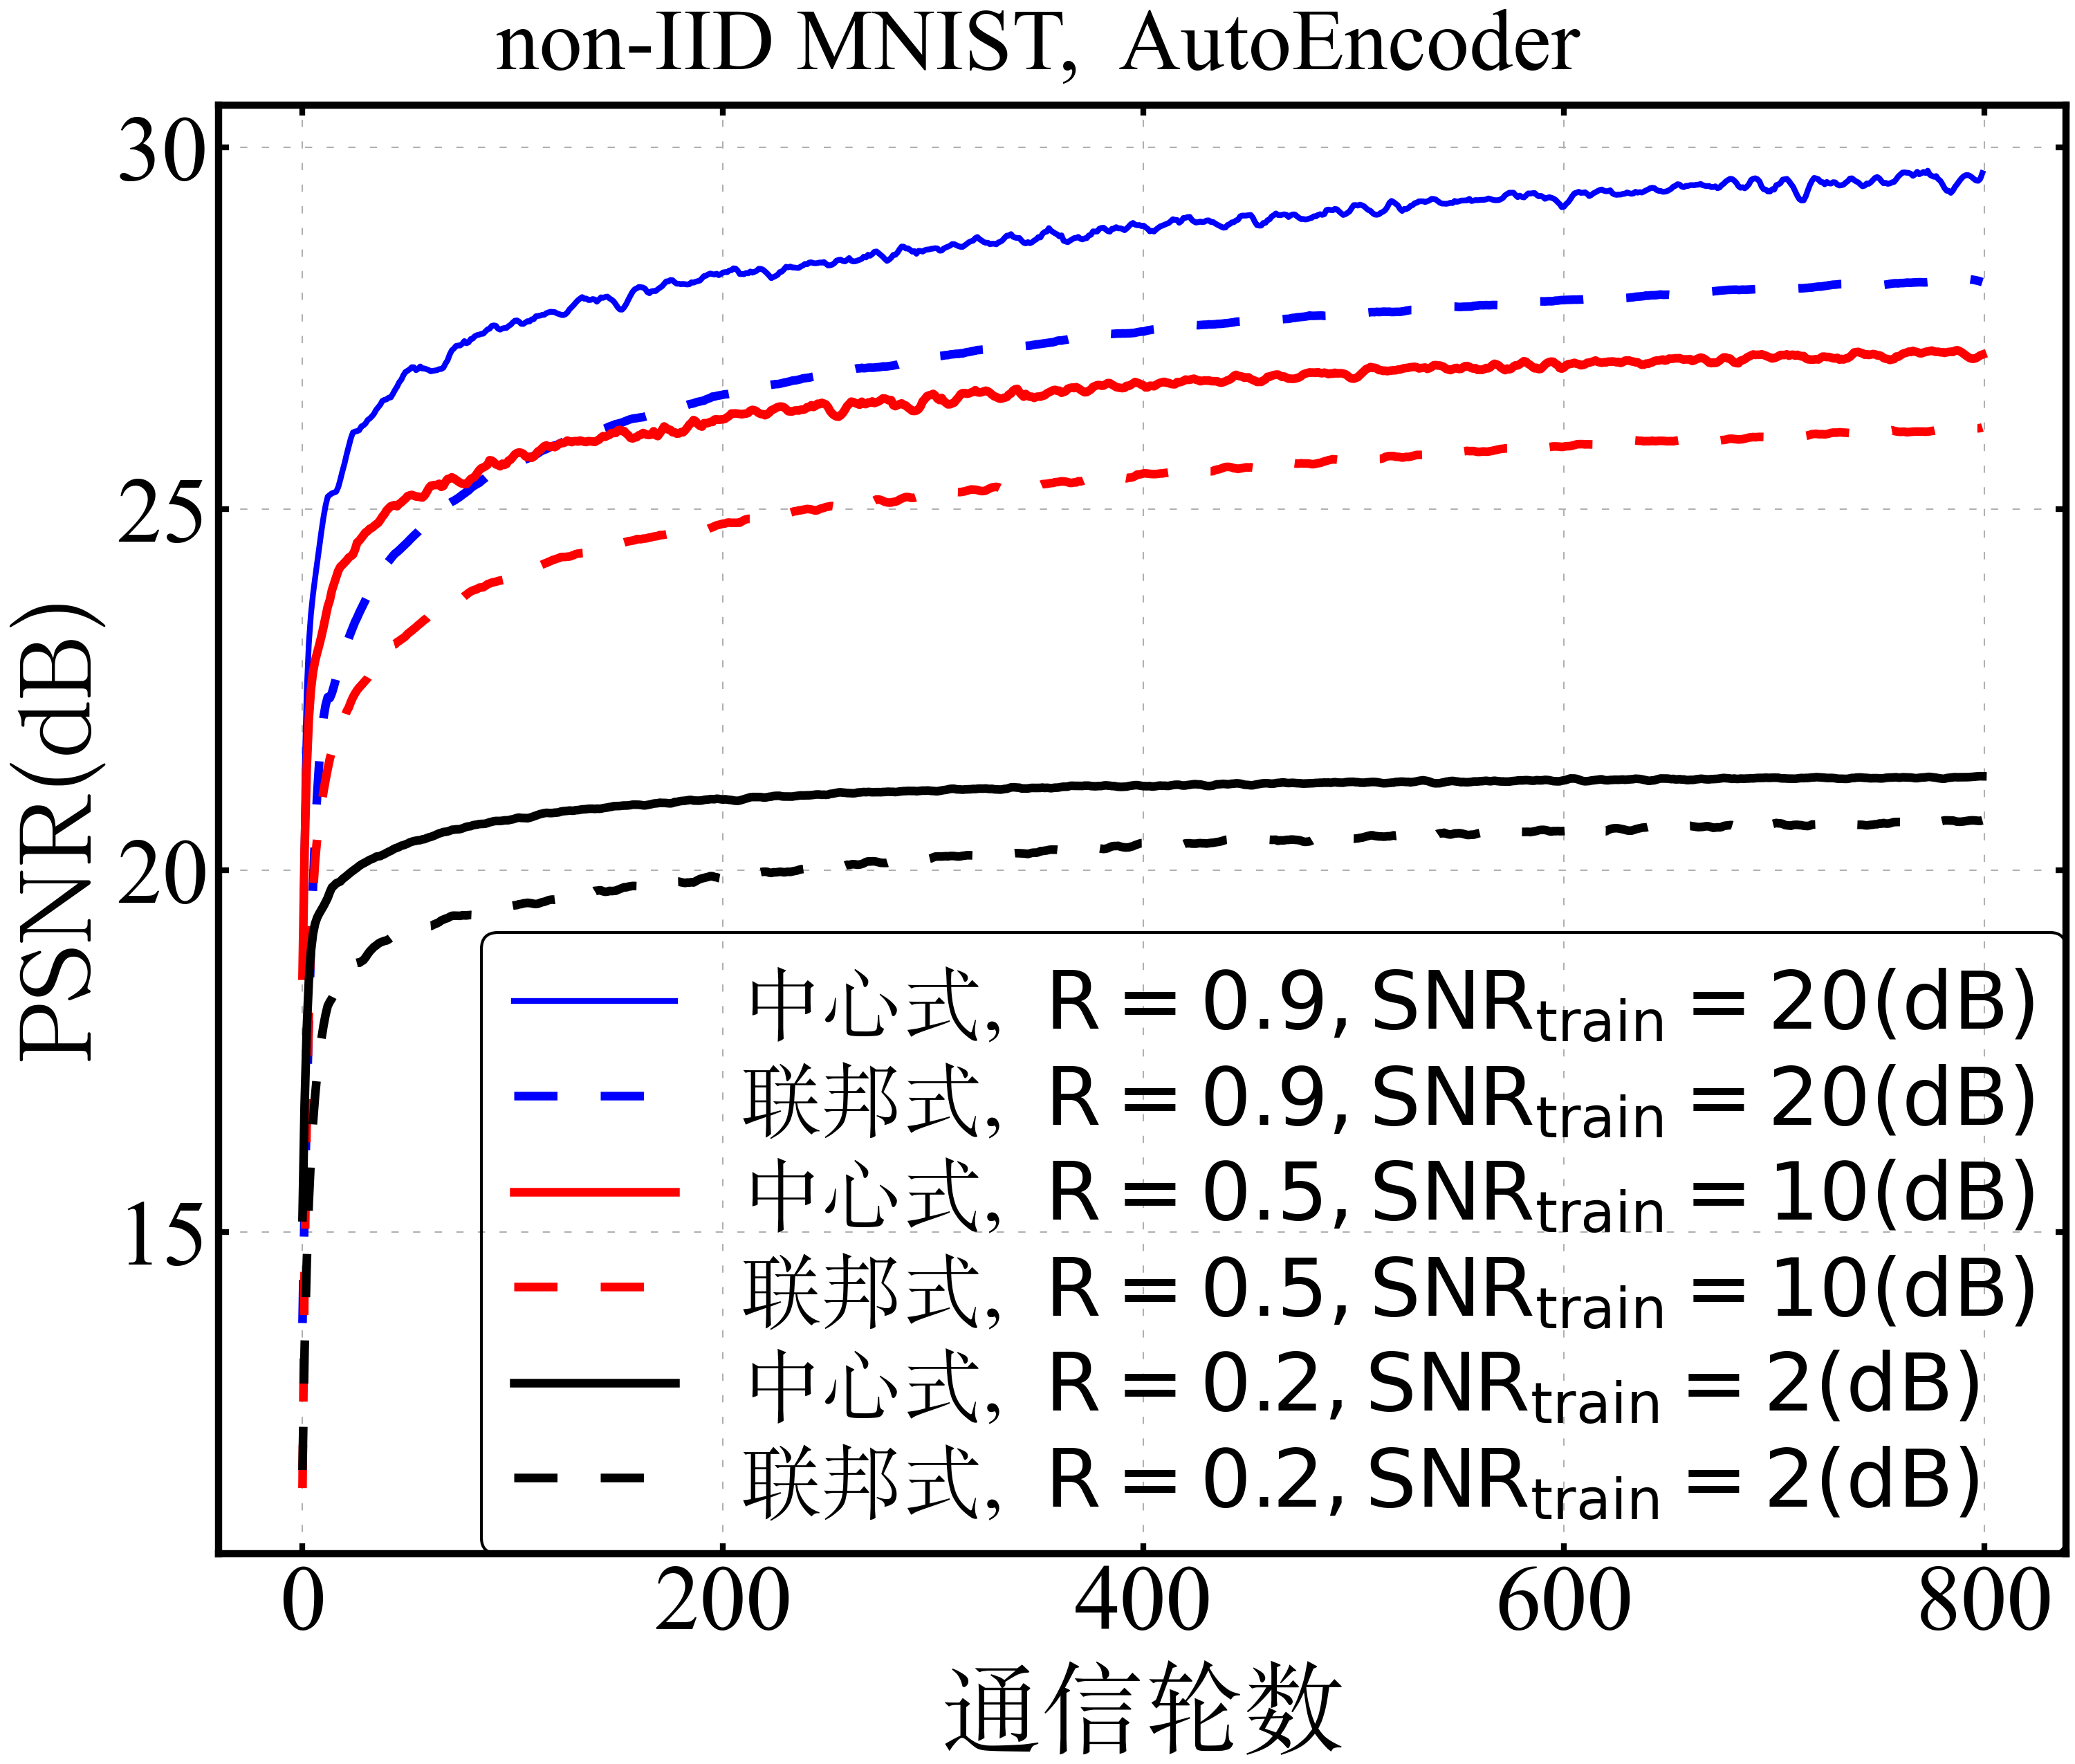 non-IID MNIST, AutoEncoder
PSNR(dB)
30
25
20
15
中心式, R = 0.9, SNRtrain = 20(dB)
联邦式, R = 0.9, SNRtrain = 20(dB)
中心式, R = 0.5, SNRtrain = 10(dB)
联邦式, R = 0.5, SNRtrain = 10(dB)
中心式, R = 0.2, SNRtrain = 2(dB)
联邦式, R = 0.2, SNRtrain = 2(dB)
0 200 400 600 800
通信轮数